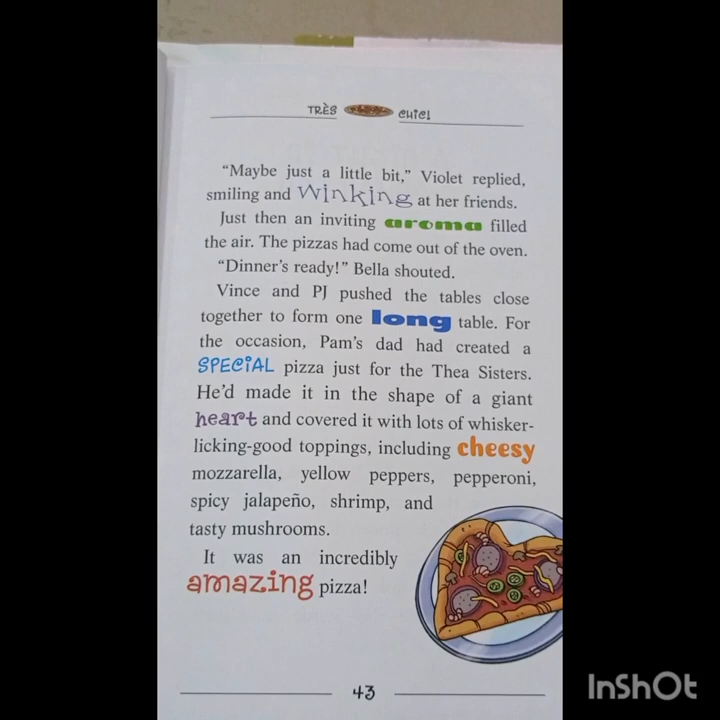 TRÈS CHIC!
"Maybe just a little bit," Violet replied,
smiling and winking at her friends.
Just then an inviting aroma filled
the air. The pizzas had come out of the oven.
"Dinner's ready!" Bella shouted.
Vince and PJ pushed the tables close
together to form one long table. For
the occasion, Pam's dad had created a
SPECiAL pizza just for the Thea Sisters.
He'd made it in the shape of a giant
heart and covered it with lots of whisker-
licking-good toppings, including cheesy
mozzarella, yellow peppers, pepperoni,
spicy jalapeño, shrimp, and
tasty mushrooms.
It was an incredibly
amazing pizza!
43
InShOt